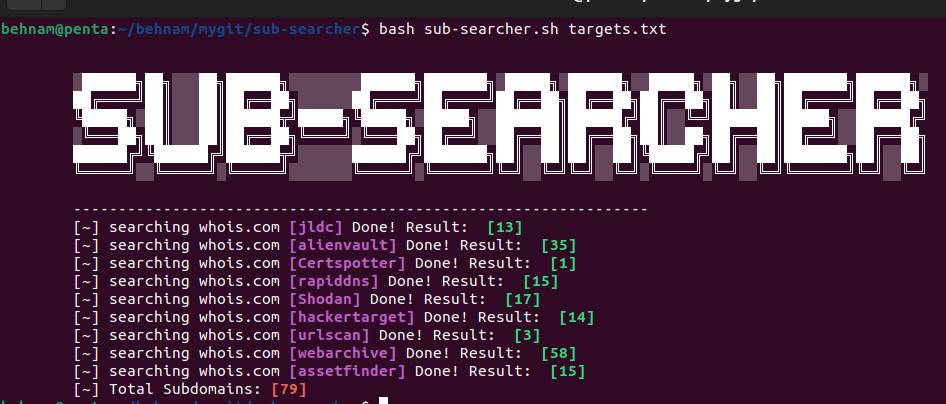 behnam@penta:~/behnam/mygit/sub-searcher$ bash sub-searcher.sh targets.txt
SUB-SEARCHER
----------------------------------------------------------------
[~] searching whois.com [jldc] Done! Result:  [13]
[~] searching whois.com [alienvault] Done! Result:  [35]
[~] searching whois.com [Certspotter] Done! Result:  [1]
[~] searching whois.com [rapiddns] Done! Result:  [15]
[~] searching whois.com [Shodan] Done! Result:  [17]
[~] searching whois.com [hackertarget] Done! Result:  [14]
[~] searching whois.com [urlscan] Done! Result:  [3]
[~] searching whois.com [webarchive] Done! Result:  [58]
[~] searching whois.com [assetfinder] Done! Result:  [15]
[~] Total Subdomains: [79]